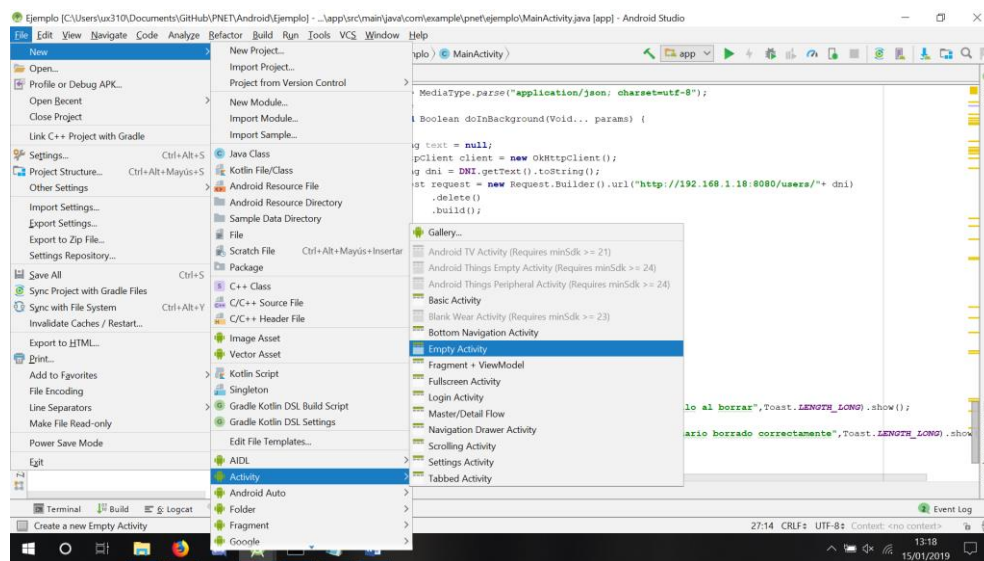 Ejemplo [C:\Users\ux310\Documents\GitHub\PNET\Android\Ejemplo] - ...\app\src\main\java\com\example\pnet\ejemplo\MainActivity.java [app] - Android Studio
File Edit View Navigate Code Analyze Refactor Build Run Tools VCS Window Help
MainActivity
app
New
Open...
Profile or Debug APK...
Open Recent
Close Project
Link C++ Project with Gradle
Settings... Ctrl+Alt+S
Project Structure... Ctrl+Alt+Mayús+S
Other Settings
Import Settings...
Export Settings...
Export to Zip File...
Settings Repository...
Save All Ctrl+S
Sync Project with Gradle Files
Sync with File System Ctrl+Alt+Y
Invalidate Caches / Restart...
Export to HTML...
Print...
Add to Favorites
File Encoding
Line Separators
Make File Read-only
Power Save Mode
Exit
New Project...
Import Project...
Project from Version Control
New Module...
Import Module...
Import Sample...
Java Class
Kotlin File/Class
Android Resource File
Android Resource Directory
Sample Data Directory
File
Scratch File Ctrl+Alt+Mayús+Insertar
Package
C++ Class
C/C++ Source File
C/C++ Header File
Image Asset
Vector Asset
Kotlin Script
Singleton
Gradle Kotlin DSL Build Script
Gradle Kotlin DSL Settings
Edit File Templates...
AIDL
Activity
Android Auto
Folder
Fragment
Google
MediaType.parse("application/json; charset=utf-8");
Boolean doInBackground(Void... params) {
text = null;
client = new OkHttpClient();
dni = DNI.getText().toString();
request = new Request.Builder().url("http://192.168.1.18:8080/users/"+ dni)
.delete()
.build();
Gallery...
Android TV Activity (Requires minSdk >= 21)
Android Things Empty Activity (Requires minSdk >= 24)
Android Things Peripheral Activity (Requires minSdk >= 24)
Basic Activity
Blank Wear Activity (Requires minSdk >= 23)
Bottom Navigation Activity
Empty Activity
Fragment + ViewModel
Fullscreen Activity
Login Activity
Master/Detail Flow
Navigation Drawer Activity
Scrolling Activity
Settings Activity
Tabbed Activity
lo al borrar",Toast.LENGTH_LONG).show();
ario borrado correctamente",Toast.LENGTH_LONG).show
Terminal Build 6: Logcat
Event Log
Create a new Empty Activity
27:14 CRLF UTF-8 Context: <no context>
13:18
15/01/2019